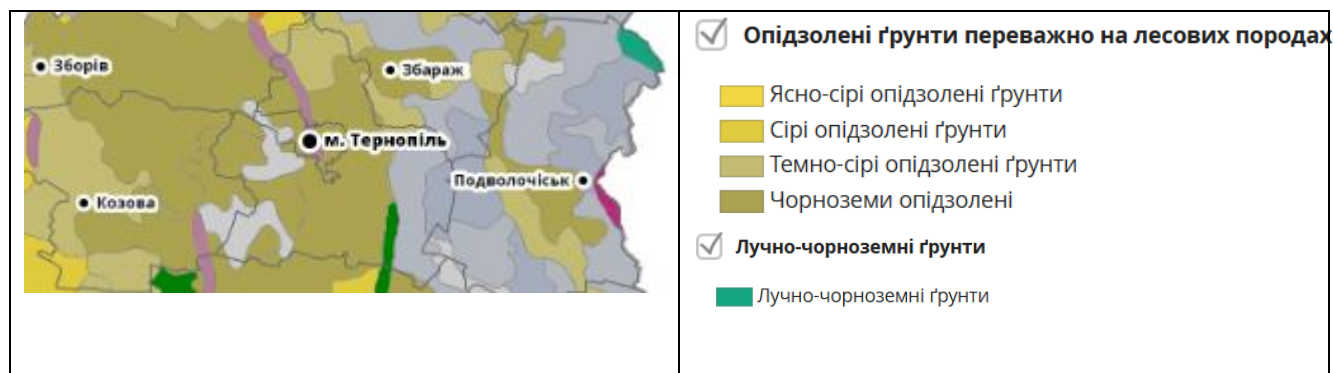 Зборів
Збараж
м. Тернопіль
Подволочіськ
Козова
Опідзолені ґрунти переважно на лесових породах
Ясно-сірі опідзолені ґрунти
Сірі опідзолені ґрунти
Темно-сірі опідзолені ґрунти
Чорноземи опідзолені
Лучно-чорноземні ґрунти
Лучно-чорноземні ґрунти